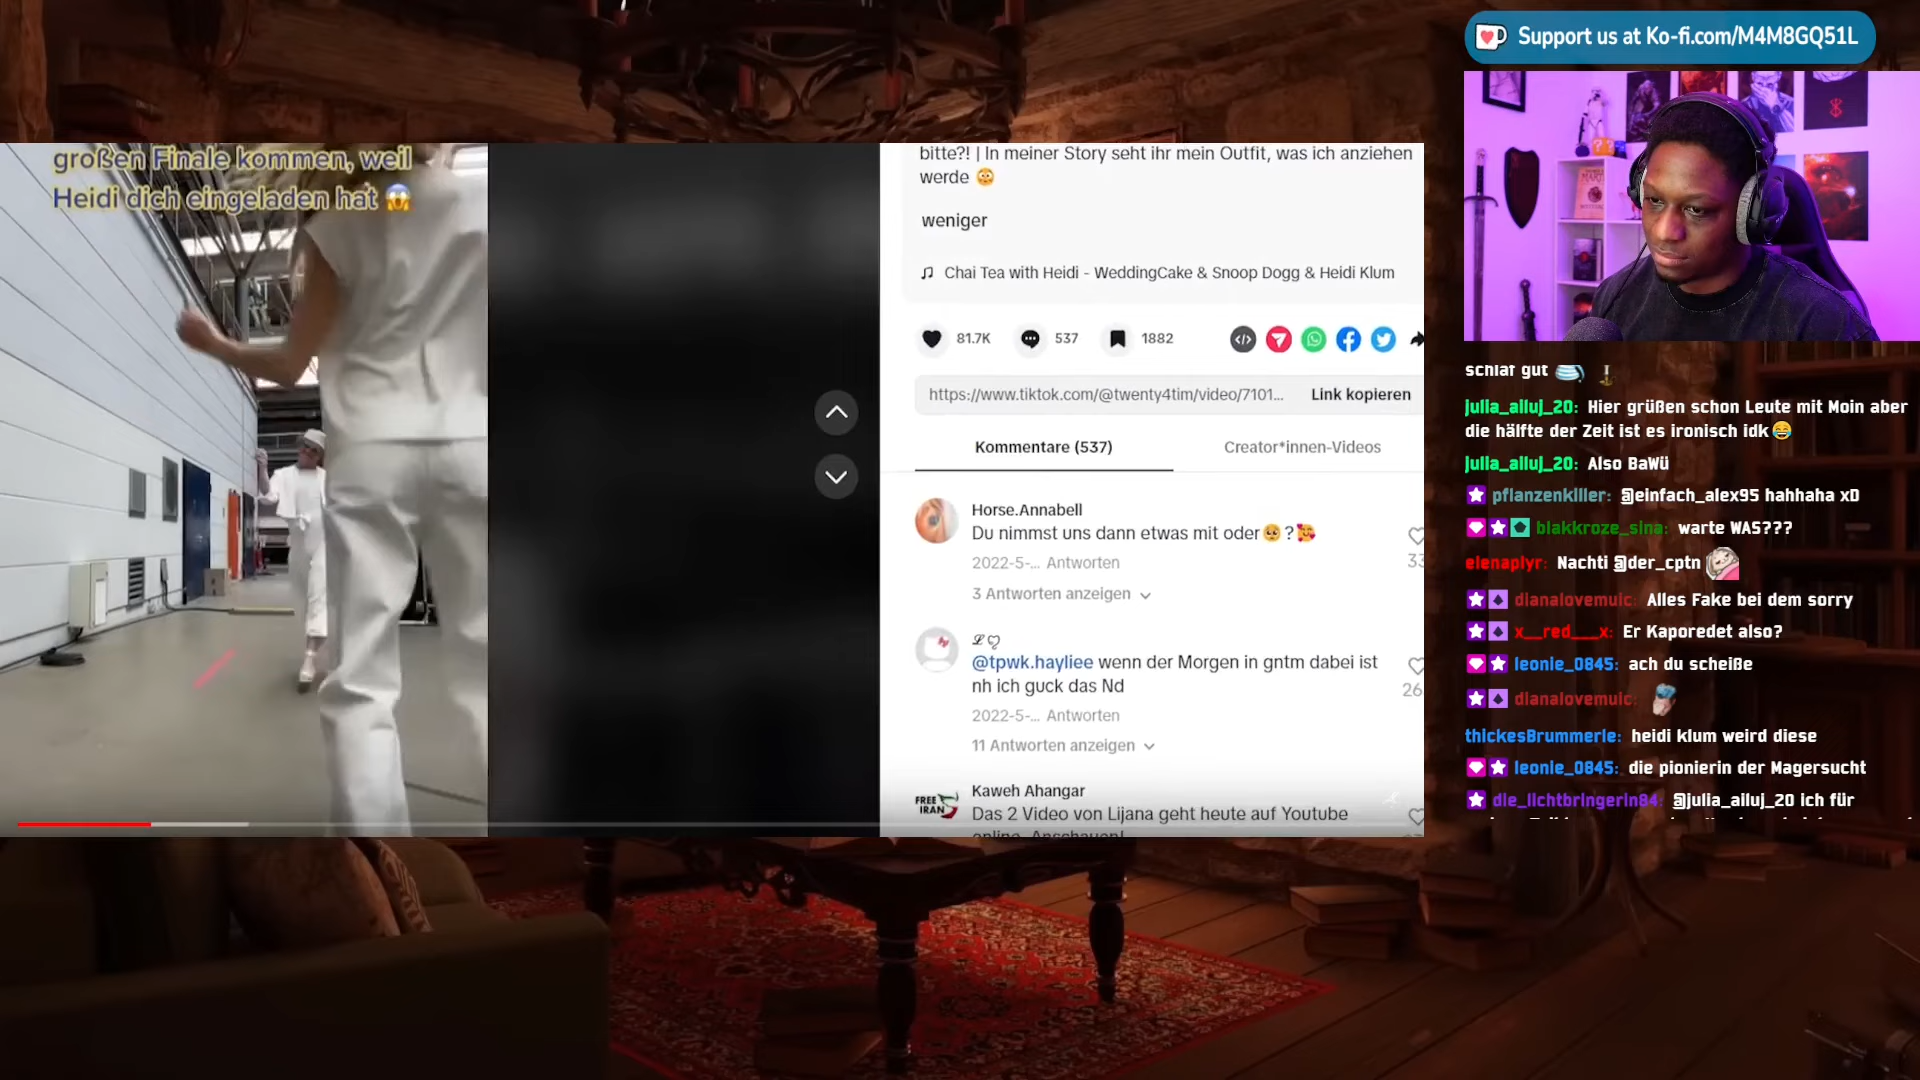 großen Finale kommen, weil
Heidi dich eingeladen hat 😱
bitte?! | In meiner Story seht ihr mein Outfit, was ich anziehen
werde 😳
weniger
Chai Tea with Heidi - WeddingCake & Snoop Dogg & Heidi Klum
81.7K
537
1882
https://www.tiktok.com/@twenty4tim/video/7101...
Link kopieren
Kommentare (537)
Creator*innen-Videos
Horse.Annabell
Du nimmst uns dann etwas mit oder🥺?🥰
2022-5-... Antworten
33
3 Antworten anzeigen
ℒ♡
@tpwk.hayliee wenn der Morgen in gntm dabei ist
nh ich guck das Nd
26
2022-5-... Antworten
11 Antworten anzeigen
FREE
IRAN
Kaweh Ahangar
Das 2 Video von Lijana geht heute auf Youtube
online. Anschauen!
Support us at Ko-fi.com/M4M8GQ51L
schlaf gut
julia_alluj_20: Hier grüßen schon Leute mit Moin aber
die hälfte der Zeit ist es ironisch idk😂
julia_alluj_20: Also BaWü
pflanzenkiller: @einfach_alex95 hahhaha xD
blakkroze_sina: warte WAS???
elenaplyr: Nachti @der_cptn
dianalovemuic: Alles Fake bei dem sorry
x__red___x: Er Kaporedet also?
leonie_0845: ach du scheiße
dianalovemuic:
thickesBrummerle: heidi klum weird diese
leonie_0845: die pionierin der Magersucht
die_lichtbringerin84: @julia_alluj_20 ich für